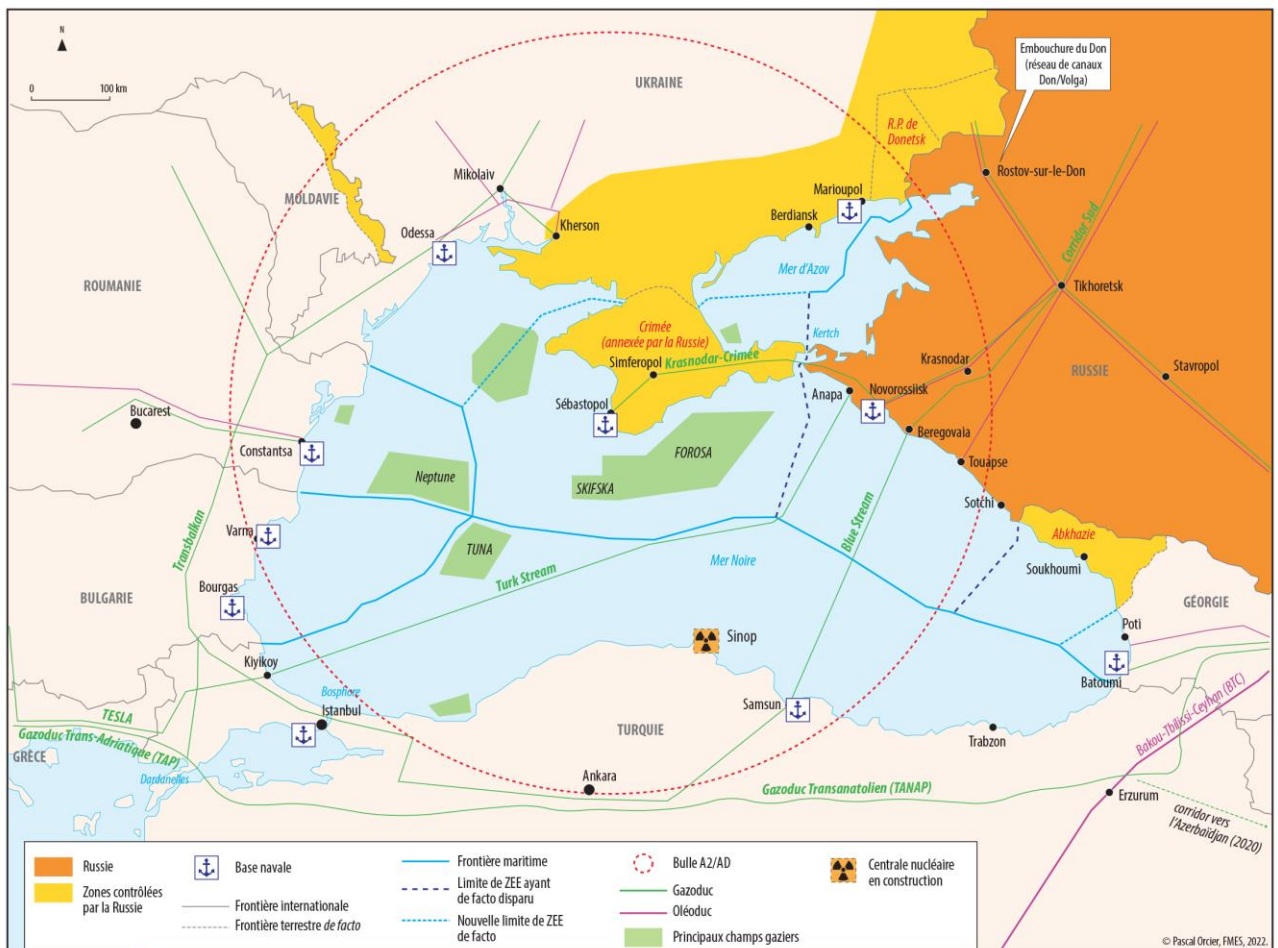 N
0 100 km
UKRAINE
Embouchure du Don
(réseau de canaux
Don/Volga)
R.P. de
Donetsk
Rostov-sur-le-Don
Mikolaiv
MOLDAVIE
Marioupol
Odessa
Kherson
Berdiansk
Corridor Sud
Mer d'Azov
ROUMANIE
Tikhoretsk
Crimée
(annexée par la Russie)
Kertch
Simferopol
Krasnodar-Crimée
Krasnodar
RUSSIE
Stavropol
Bucarest
Sébastopol
Anapa
Novorossiisk
Beregovaia
Constantsa
FOROSA
Touapse
Neptune
SKIFSKA
Sotchi
Varna
Transbalkan
TUNA
Mer Noire
Blue Stream
Abkhazie
Soukhoumi
Turk Stream
Bourgas
BULGARIE
GÉORGIE
Poti
Sinop
Kiyikoy
Batoumi
Bosphore
Istanbul
Samsun
TESLA
TURQUIE
Trabzon
Gazoduc Trans-Adriatique (TAP)
Bakou-Tbilissi-Ceyhan (BTC)
GRÈCE
Dardanelles
Ankara
Gazoduc Transanatolien (TANAP)
Erzurum
corridor vers
l'Azerbaïdjan (2020)
Russie
Zones contrôlées
par la Russie
Base navale
Frontière internationale
Frontière terrestre de facto
Frontière maritime
Limite de ZEE ayant
de facto disparu
Nouvelle limite de ZEE
de facto
Bulle A2/AD
Gazoduc
Oléoduc
Principaux champs gaziers
Centrale nucléaire
en construction
© Pascal Orcier, FMES, 2022.